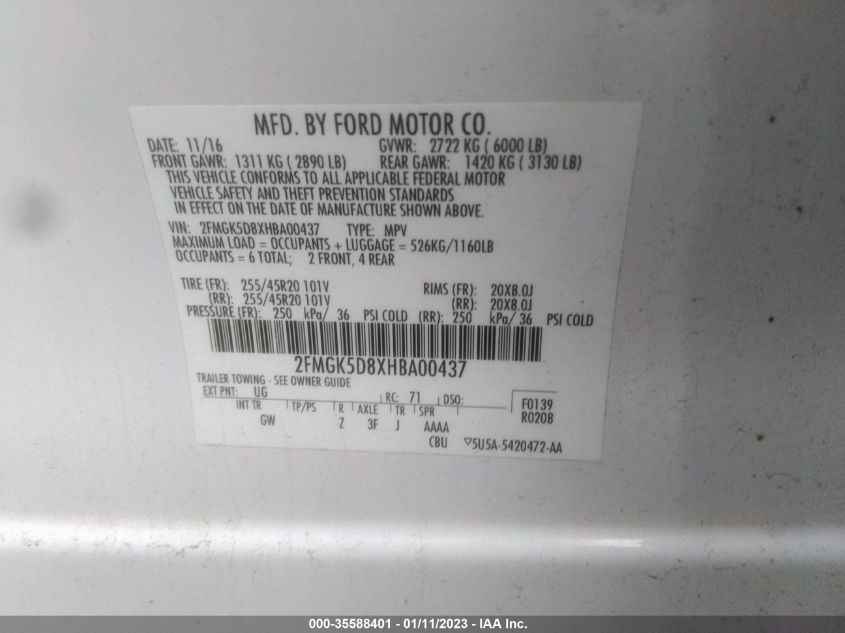 MFD. BY FORD MOTOR CO.
DATE: 11/16 GVWR: 2722 KG ( 6000 LB)
FRONT GAWR: 1311 KG ( 2890 LB) REAR GAWR: 1420 KG ( 3130 LB)
THIS VEHICLE CONFORMS TO ALL APPLICABLE FEDERAL MOTOR
VEHICLE SAFETY AND THEFT PREVENTION STANDARDS
IN EFFECT ON THE DATE OF MANUFACTURE SHOWN ABOVE.
VIN: 2FMGK5D8XHBA00437 TYPE: MPV
MAXIMUM LOAD = OCCUPANTS + LUGGAGE = 526KG/1160LB
OCCUPANTS = 6 TOTAL; 2 FRONT, 4 REAR
TIRE (FR): 255/45R20 101V RIMS (FR): 20X8.0J
(RR): 255/45R20 101V (RR): 20X8.0J
PRESSURE (FR): 250 kPa/ 36 PSI COLD (RR): 250 kPa/ 36 PSI COLD
2FMGK5D8XHBA00437
TRAILER TOWING - SEE OWNER GUIDE
EXT PNT: UG RC: 71 DSO: F0139
INT TR TP/PS R AXLE TR SPR R0208
GW Z 3F J AAAA
CBU ▽5U5A-5420472-AA
000-35588401 - 01/11/2023 - IAA Inc.